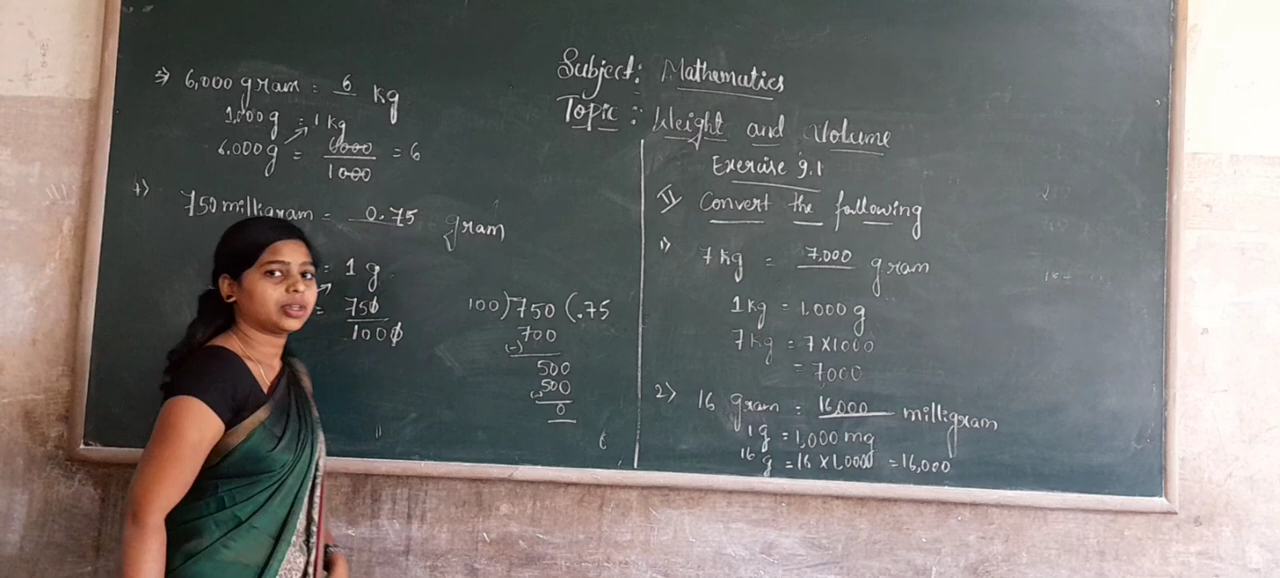 Subject: Mathematics
Topic: Weight and Volume
Exercise 9.1
II Convert the following
1) 7 kg = 7,000 gram
1 kg = 1,000 g
7 kg = 7 × 1000
= 7000
2) 16 gram = 16,000 milligram
1 g = 1,000 mg
16 g = 16 × 1,000 = 16,000
6,000 gram = 6 kg
1,000 g = 1 kg
6,000 g = 6000/1000 = 6
4) 750 milligram = 0.75 gram
= 1 g
= 750/1000
100) 750 (.75
700
(-)
500
500
(-)
0